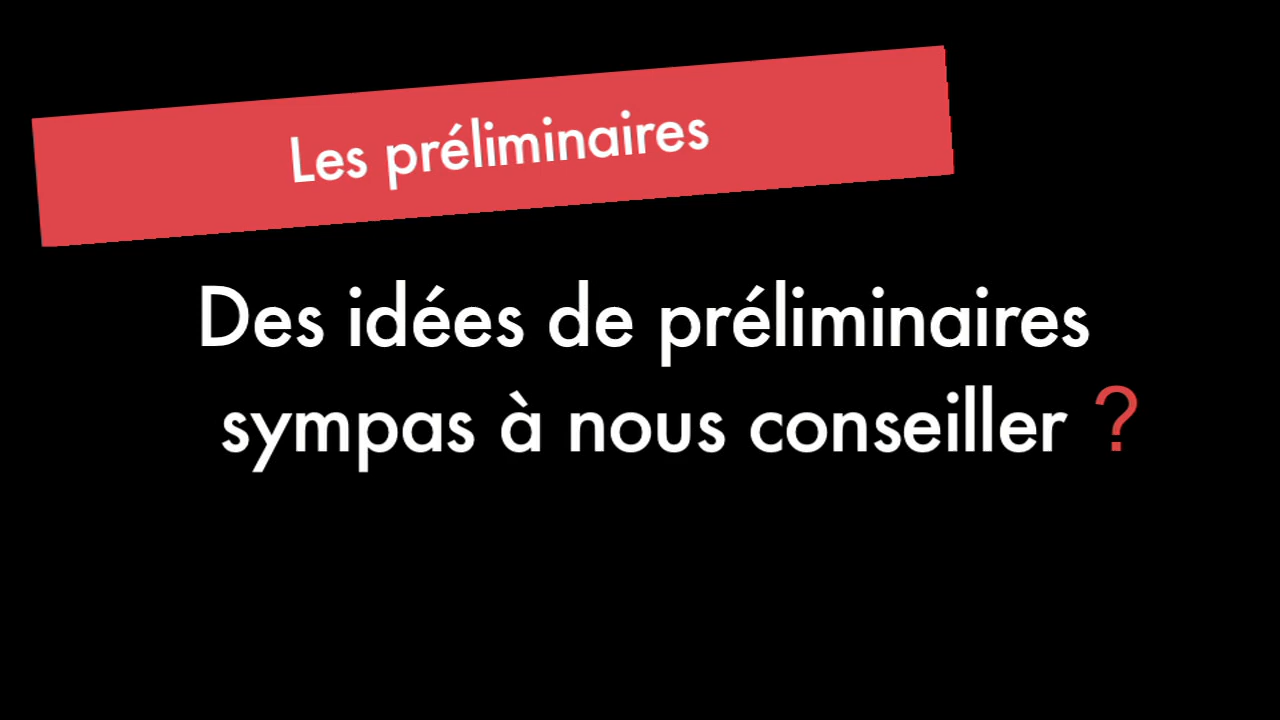 Les préliminaires
Des idées de préliminaires
sympas à nous conseiller ?